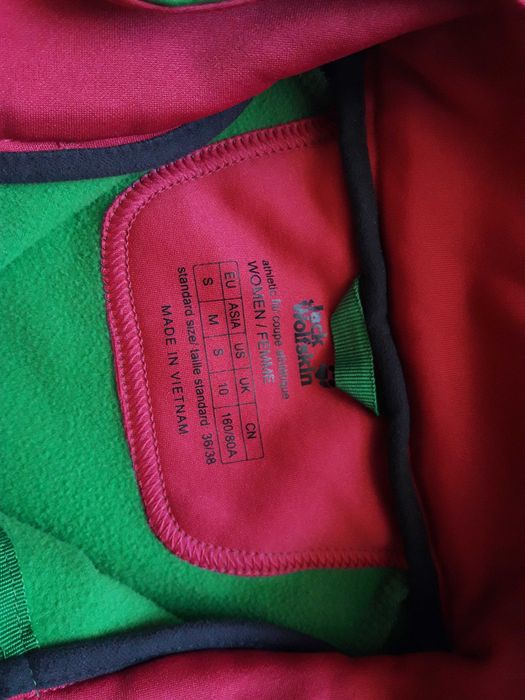 Jack
Wolfskin
athletic fit/ coupe athlétique
WOMEN / FEMME
EU ASIA US UK CN
S M S 10 160/80A
standard size/ taille standard 36/38
MADE IN VIETNAM